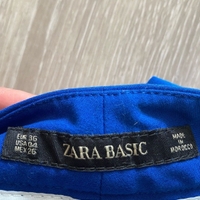 EUR 36
USA 04
MEX 26
ZARA BASIC
MADE
IN
MOROCCO